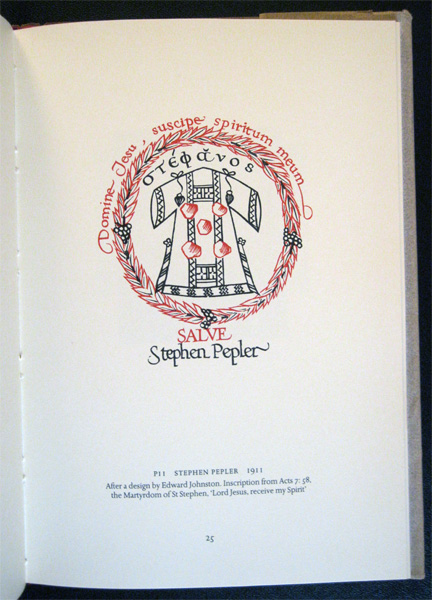 Domine Jesu, suscipe spiritum meum
στέφανος
SALVE
Stephen Pepler
P11 STEPHEN PEPLER 1911
After a design by Edward Johnston. Inscription from Acts 7: 58,
the Martyrdom of St Stephen, 'Lord Jesus, receive my Spirit'
25